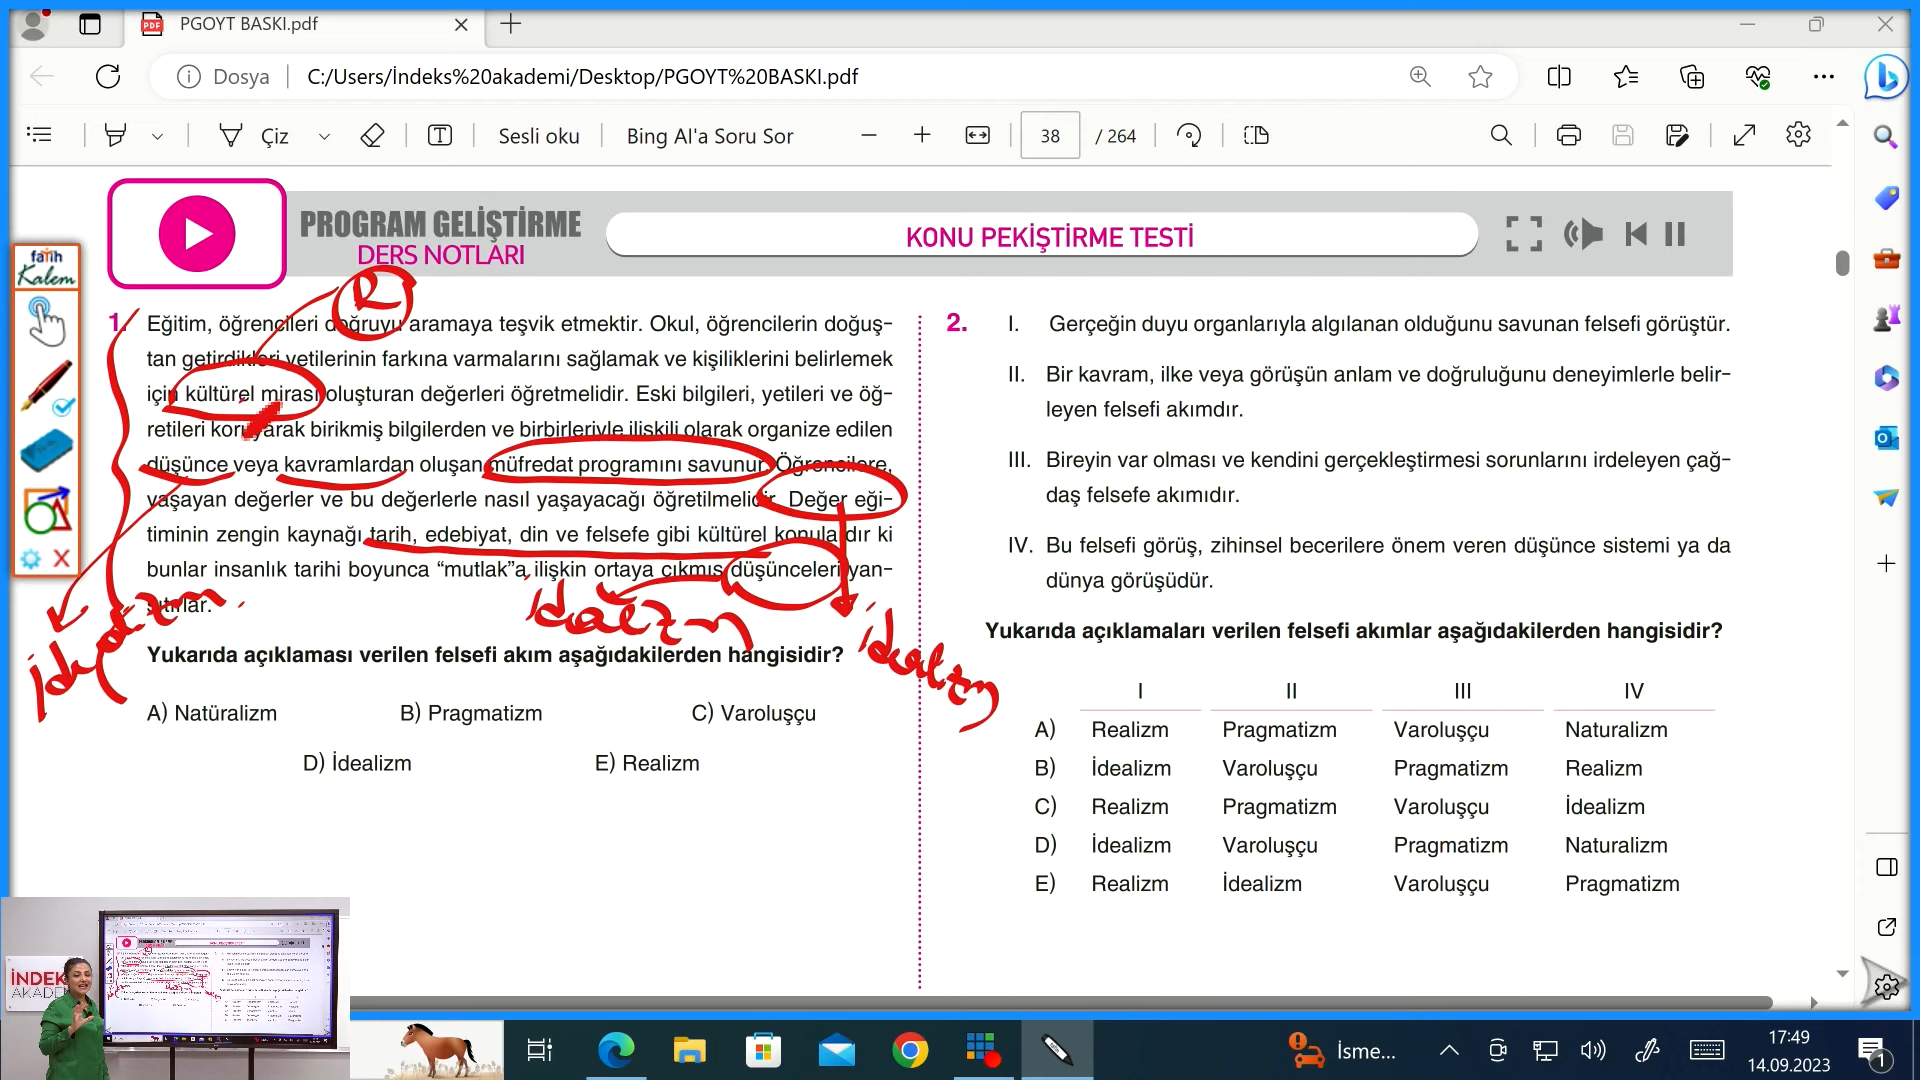 PGOYT BASKI.pdf
Dosya
C:/Users/İndeks%20akademi/Desktop/PGOYT%20BASKI.pdf
Çiz
Sesli oku
Bing AI'a Soru Sor
38
/ 264
PROGRAM GELİŞTİRME
DERS NOTLARI
KONU PEKİŞTİRME TESTİ
fatih
Kalem
R
1. Eğitim, öğrencileri doğruyu aramaya teşvik etmektir. Okul, öğrencilerin doğuş-
tan getirdikleri yetilerinin farkına varmalarını sağlamak ve kişiliklerini belirlemek
için kültürel mirası oluşturan değerleri öğretmelidir. Eski bilgileri, yetileri ve öğ-
retileri koruyarak birikmiş bilgilerden ve birbirleriyle ilişkili olarak organize edilen
düşünce veya kavramlardan oluşan müfredat programını savunur. Öğrencilere,
yaşayan değerler ve bu değerlerle nasıl yaşayacağı öğretilmelidir. Değer eği-
timinin zengin kaynağı tarih, edebiyat, din ve felsefe gibi kültürel konulardır ki
bunlar insanlık tarihi boyunca “mutlak”a ilişkin ortaya çıkmış düşünceleri yan-
sıtırlar.
idealizm
Yukarıda açıklaması verilen felsefi akım aşağıdakilerden hangisidir?
A) Natüralizm
B) Pragmatizm
C) Varoluşçu
D) İdealizm
E) Realizm
2. I. Gerçeğin duyu organlarıyla algılanan olduğunu savunan felsefi görüştür.
II. Bir kavram, ilke veya görüşün anlam ve doğruluğunu deneyimlerle belir-
leyen felsefi akımdır.
III. Bireyin var olması ve kendini gerçekleştirmesi sorunlarını irdeleyen çağ-
daş felsefe akımıdır.
IV. Bu felsefi görüş, zihinsel becerilere önem veren düşünce sistemi ya da
dünya görüşüdür.
Yukarıda açıklamaları verilen felsefi akımlar aşağıdakilerden hangisidir?
I II III IV
A) Realizm Pragmatizm Varoluşçu Naturalizm
B) İdealizm Varoluşçu Pragmatizm Realizm
C) Realizm Pragmatizm Varoluşçu İdealizm
D) İdealizm Varoluşçu Pragmatizm Naturalizm
E) Realizm İdealizm Varoluşçu Pragmatizm
İNDEK
AKADE
İsme...
17:49
14.09.2023
1